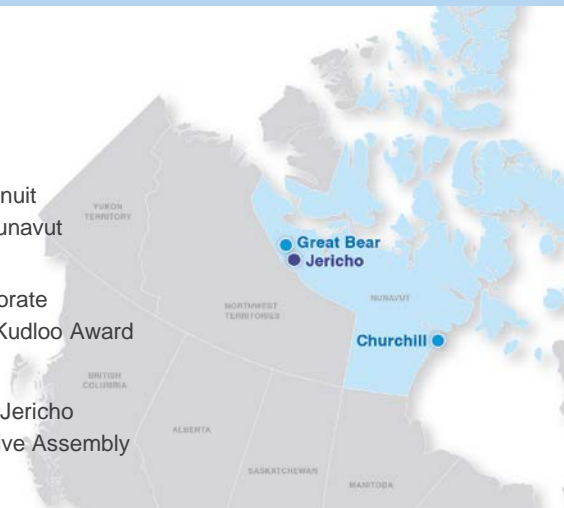 nuit
unavut
orate
Kudloo Award
Jericho
ive Assembly
YUKON
TERRITORY
Great Bear
Jericho
NORTHWEST
TERRITORIES
NUNAVUT
Churchill
BRITISH
COLUMBIA
ALBERTA
SASKATCHEWAN
MANITOBA